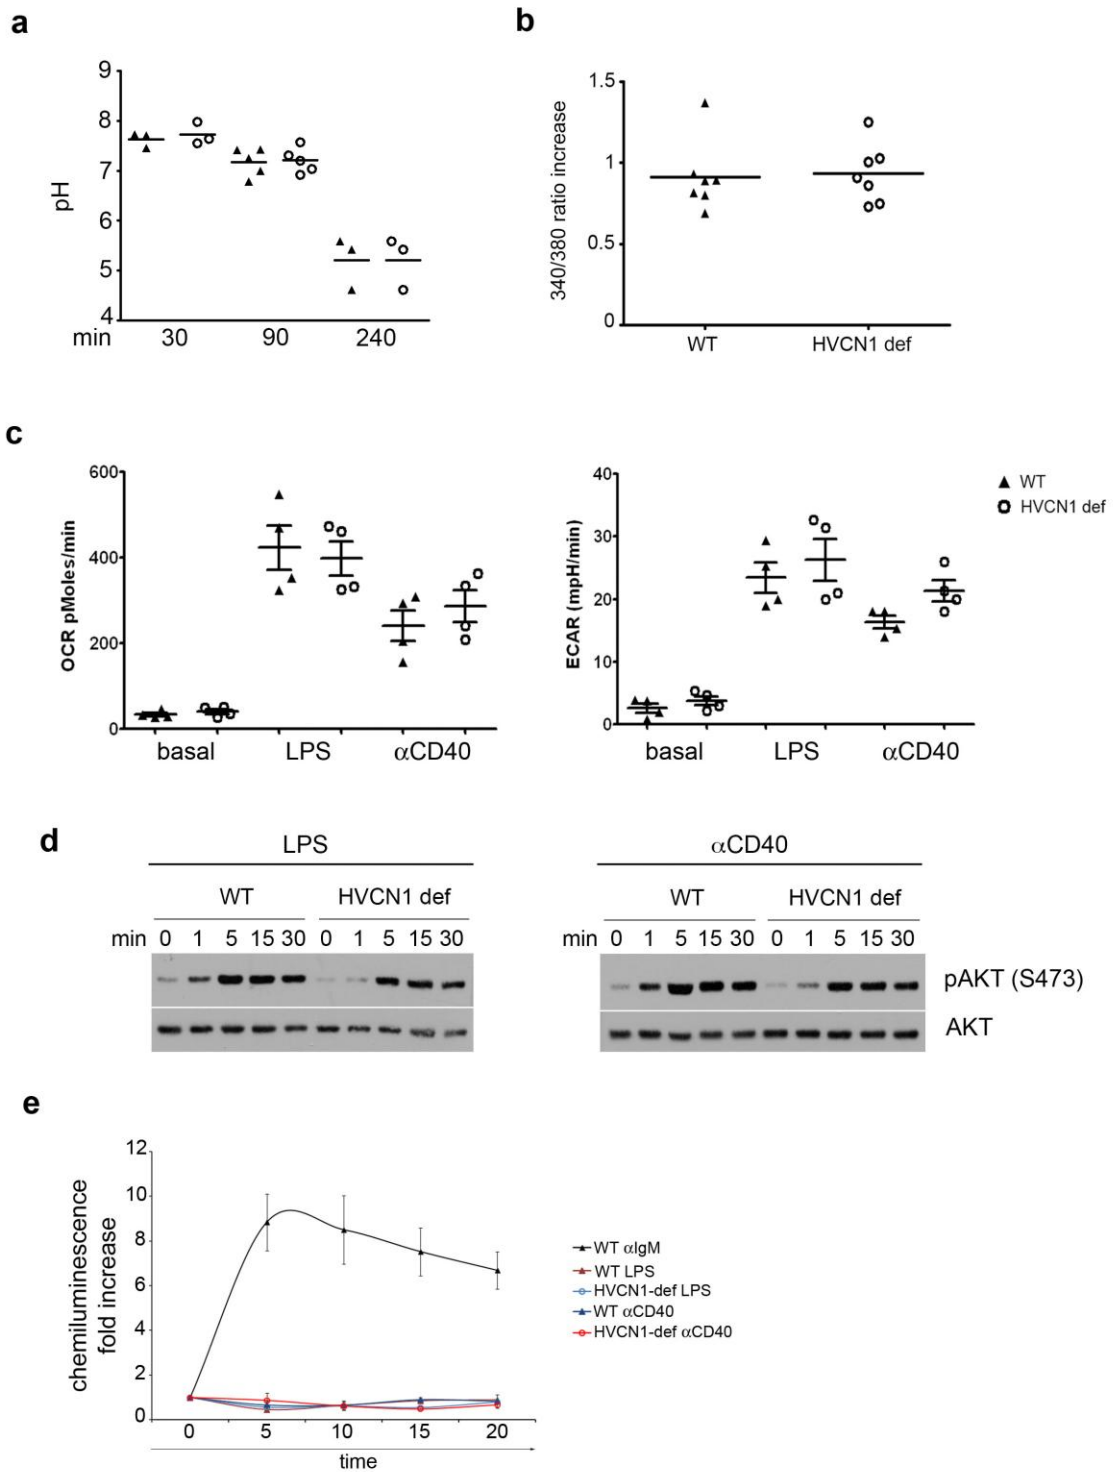 a
9
8
7
6
5
4
pH
min 30 90 240
b
1.5
1
0.5
0
340/380 ratio increase
WT HVCN1 def
c
600
400
200
0
OCR pMoles/min
basal LPS αCD40
40
30
20
10
0
ECAR (mpH/min)
basal LPS αCD40
WT
HVCN1 def
d
LPS
WT HVCN1 def
min 0 1 5 15 30 0 1 5 15 30
αCD40
WT HVCN1 def
min 0 1 5 15 30 0 1 5 15 30
pAKT (S473)
AKT
e
12
10
8
6
4
2
0
chemiluminescence
fold increase
0 5 10 15 20
time
WT αIgM
WT LPS
HVCN1-def LPS
WT αCD40
HVCN1-def αCD40